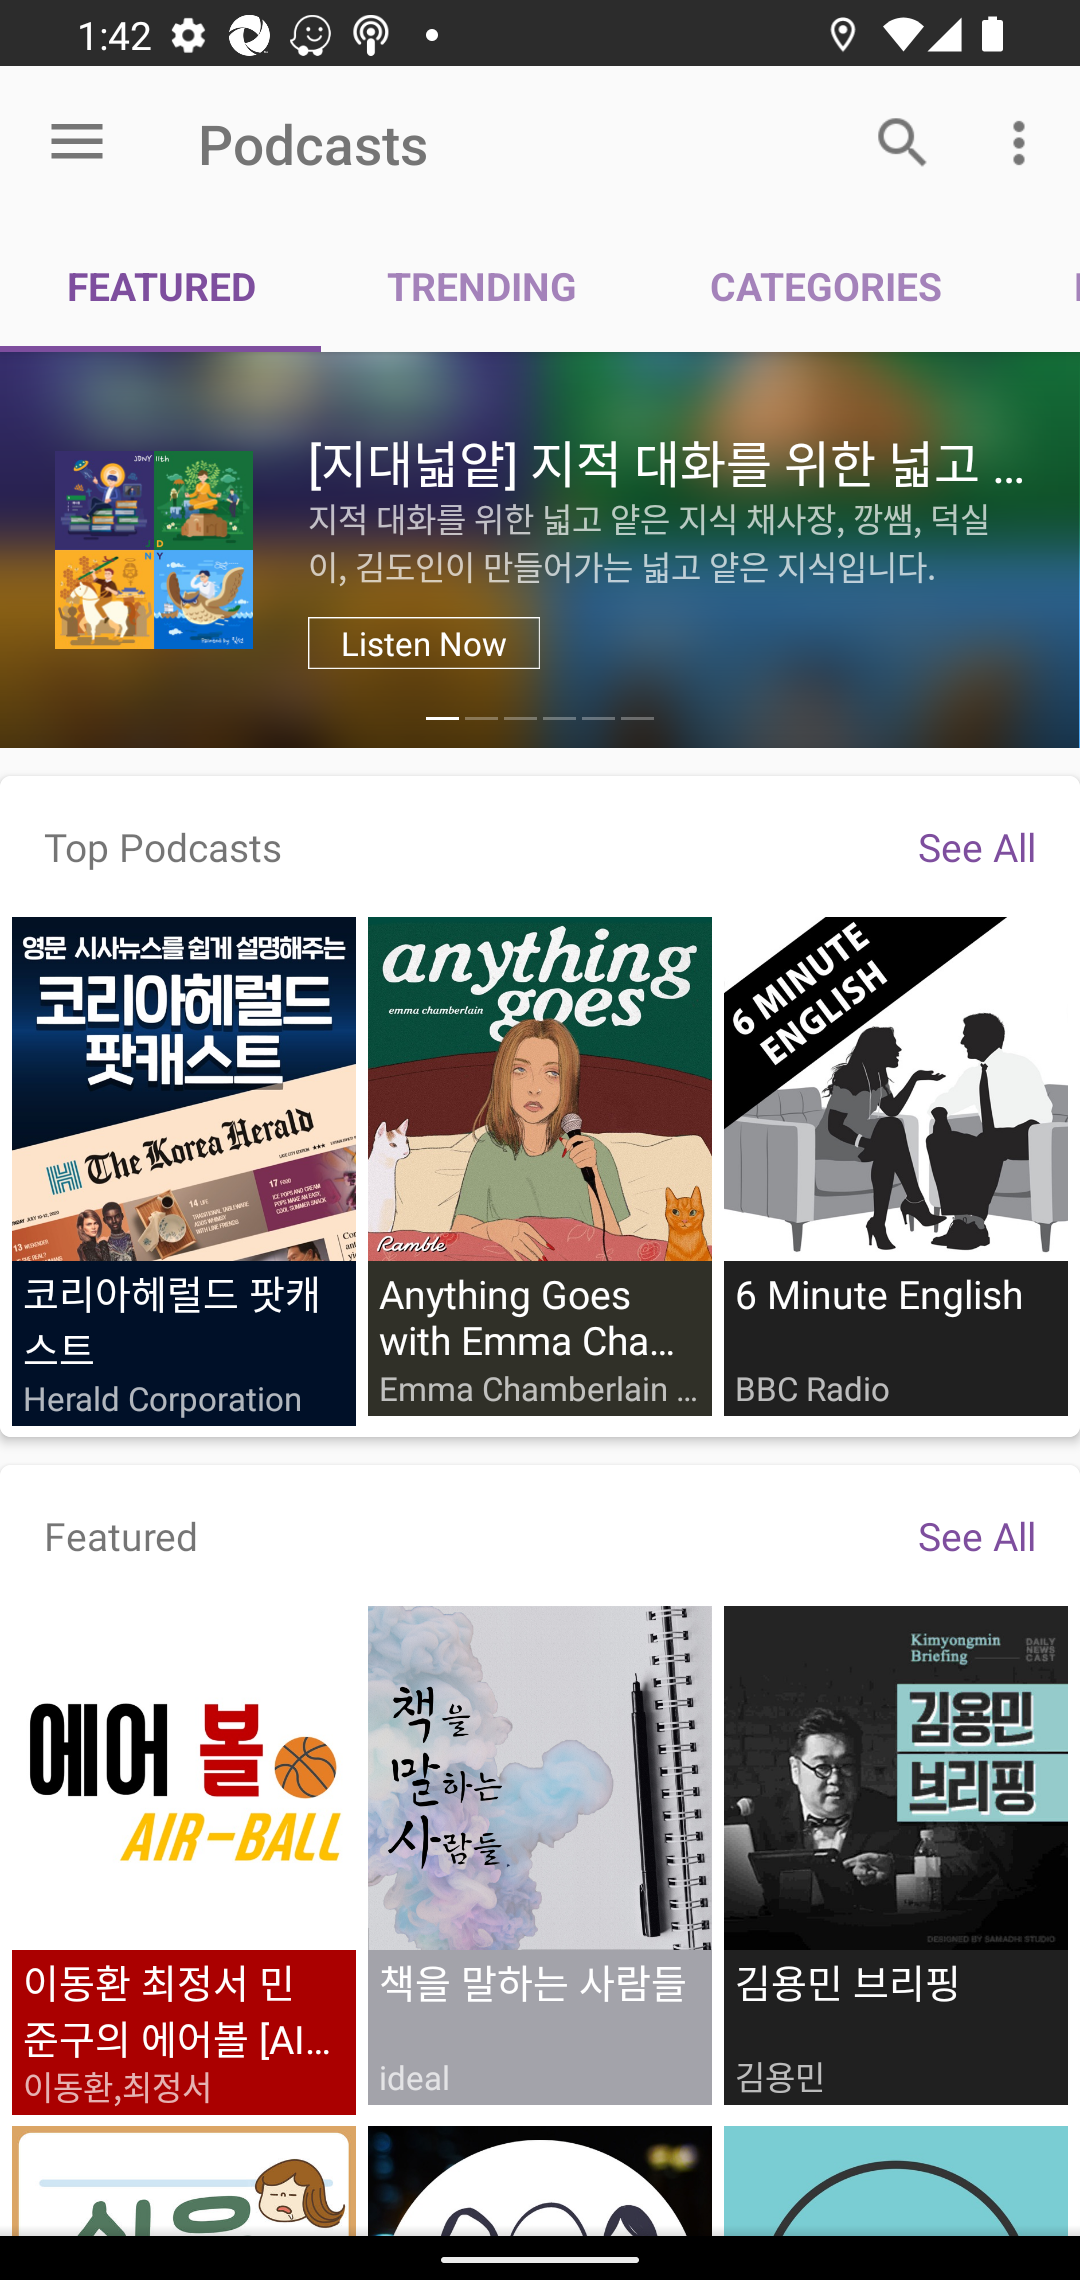 1:42
Podcasts
FEATURED
TRENDING
CATEGORIES
JDNY 11th
[지대넓얕] 지적 대화를 위한 넓고 ...
지적 대화를 위한 넓고 얕은 지식 채사장, 깡쌤, 덕실
이, 김도인이 만들어가는 넓고 얕은 지식입니다.
Listen Now
Top Podcasts
See All
영문 시사뉴스를 쉽게 설명해주는
코리아헤럴드
팟캐스트
The Korea Herald
코리아헤럴드 팟캐
스트
Herald Corporation
anything
goes
emma chamberlain
Ramble
Anything Goes
with Emma Cha...
Emma Chamberlain ...
6 MINUTE
ENGLISH
6 Minute English
BBC Radio
Featured
See All
에어 볼
AIR-BALL
이동환 최정서 민
준구의 에어볼 [AI...
이동환,최정서
책을
말하는
사람들
책을 말하는 사람들
ideal
Kimyongmin
Briefing
DAILY
NEWS
CAST
김용민
브리핑
DESIGNED BY SAMADHI STUDIO
김용민 브리핑
김용민